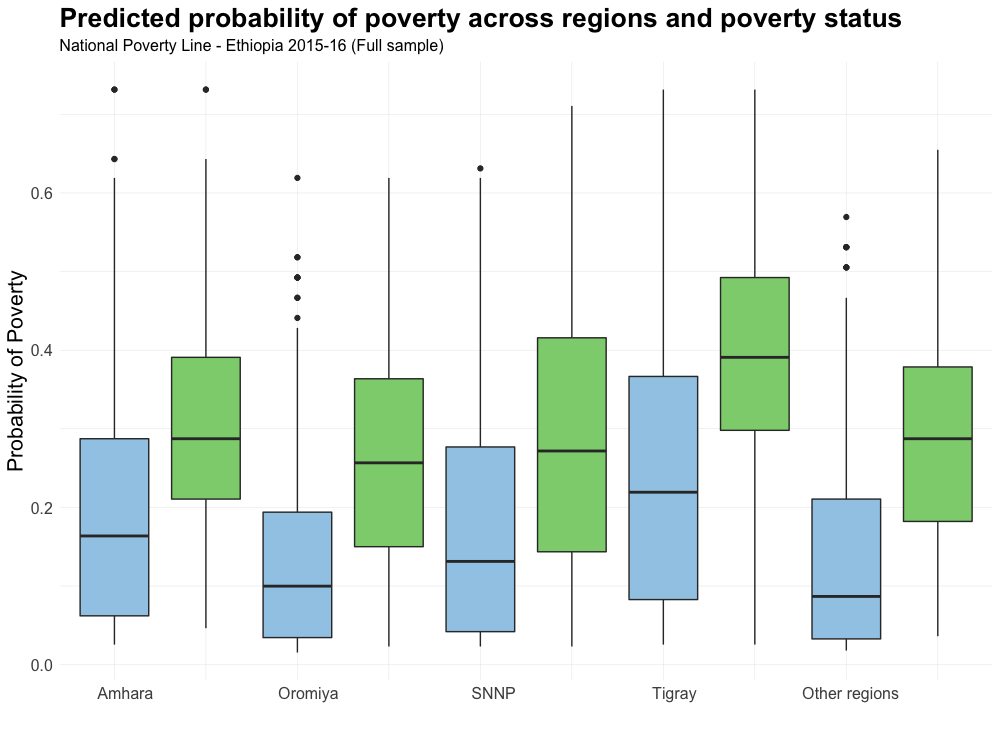 Predicted probability of poverty across regions and poverty status
National Poverty Line - Ethiopia 2015-16 (Full sample)
Probability of Poverty
0.6
0.4
0.2
0.0
Amhara
Oromiya
SNNP
Tigray
Other regions